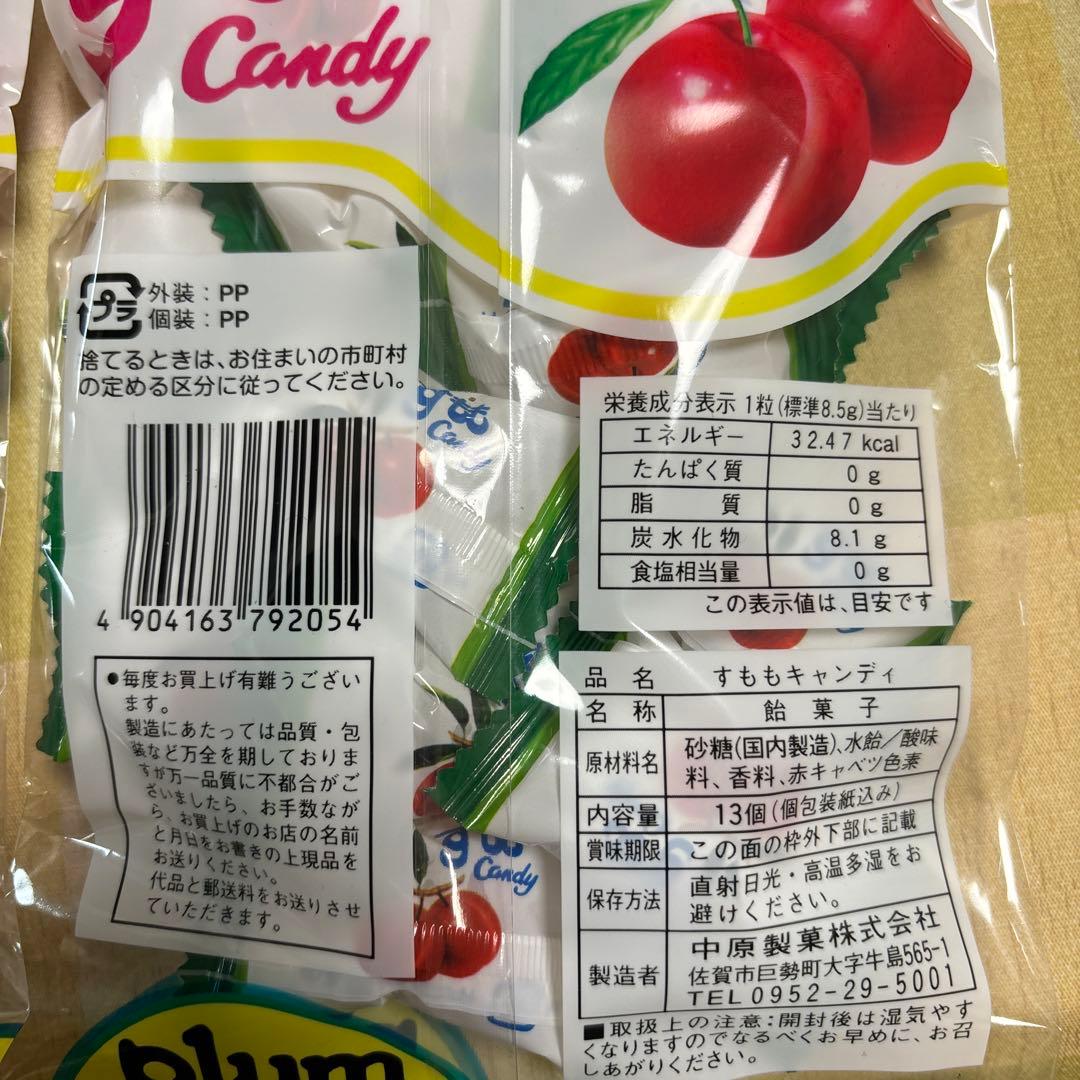 Candy
プラ
外装:PP
個装:PP
捨てるときは、お住まいの市町村
の定める区分に従ってください。
4 904163 792054
●毎度お買上げ有難うござい
ます。
製造にあたっては品質・包
装など万全を期しておりま
すが万一品質に不都合がご
ざいましたら、お手数なが
ら、お買上げのお店の名前
と月日をお書きの上現品を
お送りください。
代品と郵送料をお送りさせ
ていただきます。
栄養成分表示 1粒(標準8.5g)当たり
エネルギー 32.47 kcal
たんぱく質 0 g
脂質 0 g
炭水化物 8.1 g
食塩相当量 0 g
この表示値は、目安です
品名 すももキャンディ
名称 飴菓子
原材料名 砂糖(国内製造)、水飴/酸味
料、香料、赤キャベツ色素
内容量 13個(個包装紙込み)
賞味期限 この面の枠外下部に記載
保存方法 直射日光・高温多湿をお
避けください。
製造者 中原製菓株式会社
佐賀市巨勢町大字牛島565-1
TEL0952-29-5001
■取扱上の注意:開封後は湿気やす
くなりますのでなるべくお早めに、お召
しあがりください。
Candy
Candy
plum